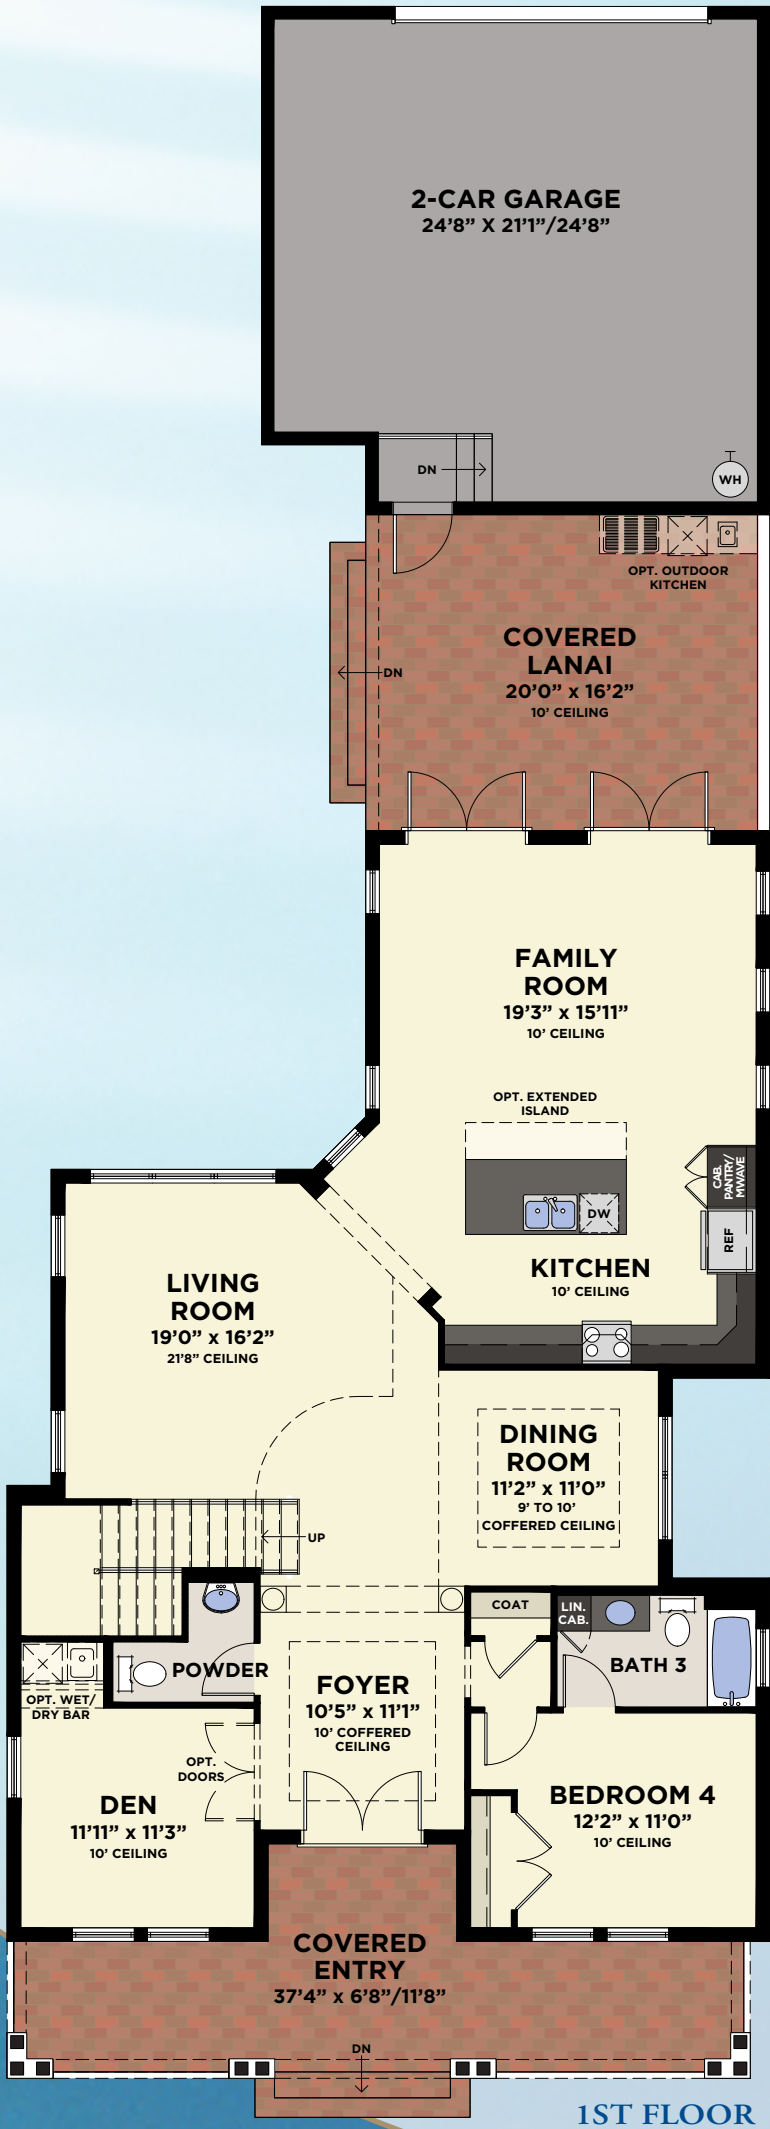 2-CAR GARAGE
24'8” X 21'1”/24'8”
DN
WH
OPT. OUTDOOR
KITCHEN
COVERED
LANAI
20'0” x 16'2”
10' CEILING
DN
FAMILY
ROOM
19'3” x 15'11”
10' CEILING
OPT. EXTENDED
ISLAND
CAB.
PANTRY/
MWAVE
DW
REF
KITCHEN
10' CEILING
LIVING
ROOM
19'0” x 16'2”
21'8” CEILING
DINING
ROOM
11'2” x 11'0”
9' TO 10'
COFFERED CEILING
UP
COAT
LIN.
CAB.
BATH 3
POWDER
FOYER
10'5” x 11'1”
10' COFFERED
CEILING
OPT. WET/
DRY BAR
OPT.
DOORS
DEN
11'11” x 11'3”
10' CEILING
BEDROOM 4
12'2” x 11'0”
10' CEILING
COVERED
ENTRY
37'4” x 6'8”/11'8”
DN
1ST FLOOR